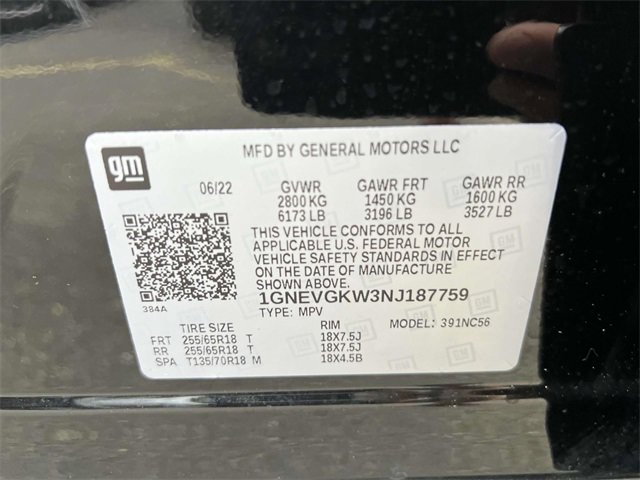 gm
MFD BY GENERAL MOTORS LLC
06/22 GVWR GAWR FRT GAWR RR
2800 KG 1450 KG 1600 KG
6173 LB 3196 LB 3527 LB
THIS VEHICLE CONFORMS TO ALL
APPLICABLE U.S. FEDERAL MOTOR
VEHICLE SAFETY STANDARDS IN EFFECT
ON THE DATE OF MANUFACTURE
SHOWN ABOVE.
384A 1GNEVGKW3NJ187759
TYPE: MPV MODEL: 391NC56
TIRE SIZE RIM
FRT 255/65R18 T 18X7.5J
RR 255/65R18 T 18X7.5J
SPA T135/70R18 M 18X4.5B